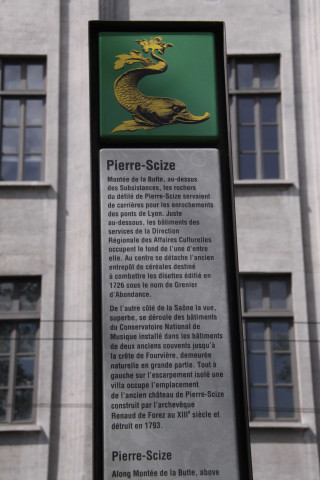 Pierre-Scize
Montée de la Butte, au-dessus
des Subsistances, les rochers
du défilé de Pierre-Scize servaient
de carrières pour les enrochements
des ponts de Lyon. Juste
au-dessous, les bâtiments des
services de la Direction
Régionale des Affaires Culturelles
occupent le fond de l'une d'entre
elle. Au centre se détache l'ancien
entrepôt de céréales destiné
à combattre les disettes édifié en
1726 sous le nom de Grenier
d'Abondance.
De l'autre côté de la Saône la vue,
superbe, se déroule des bâtiments
du Conservatoire National de
Musique installé dans les bâtiments
de deux anciens couvents jusqu'à
la crête de Fourvière, demeurée
naturelle en grande partie. Tout à
gauche sur l'escarpement isolé une
villa occupe l'emplacement
de l'ancien château de Pierre-Scize
construit par l'archevêque
Renaud de Forez au XIIIe siècle et
détruit en 1793.
Pierre-Scize
Along Montée de la Butte, above